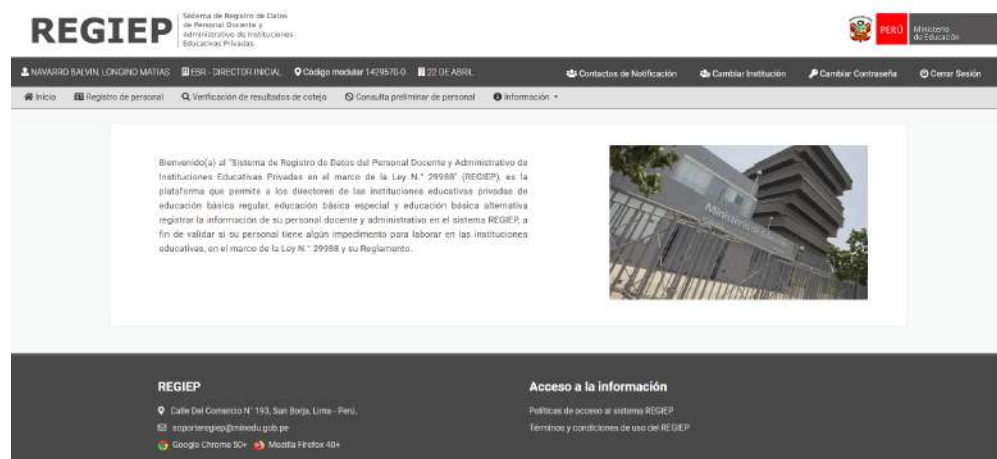 REGIEP
Sistema de Registro de Datos
de Personal Docente y
Administrativo de Instituciones
Educativas Privadas
PERÚ
Ministerio
de Educación
NAVARRO BALVIN, LONGINO MATIAS EBR - DIRECTOR INICIAL Código modular 1429570-0 22 DE ABRIL Contactos de Notificación Cambiar Institución Cambiar Contraseña Cerrar Sesión
Inicio Registro de personal Verificación de resultados de cotejo Consulta preliminar de personal Información
Bienvenido(a) al "Sistema de Registro de Datos del Personal Docente y Administrativo de
Instituciones Educativas Privadas en el marco de la Ley N.° 29988" (REGIEP), es la
plataforma que permite a los directores de las instituciones educativas privadas de
educación básica regular, educación básica especial y educación básica alternativa
registrar la información de su personal docente y administrativo en el sistema REGIEP, a
fin de validar si su personal tiene algún impedimento para laborar en las instituciones
educativas, en el marco de la Ley N.° 29988 y su Reglamento.
Ministerio de
REGIEP
Calle Del Comercio N° 193, San Borja, Lima - Perú.
soporteregiep@minedu.gob.pe
Google Chrome 50+ Mozilla Firefox 40+
Acceso a la información
Políticas de acceso al sistema REGIEP
Términos y condiciones de uso del REGIEP